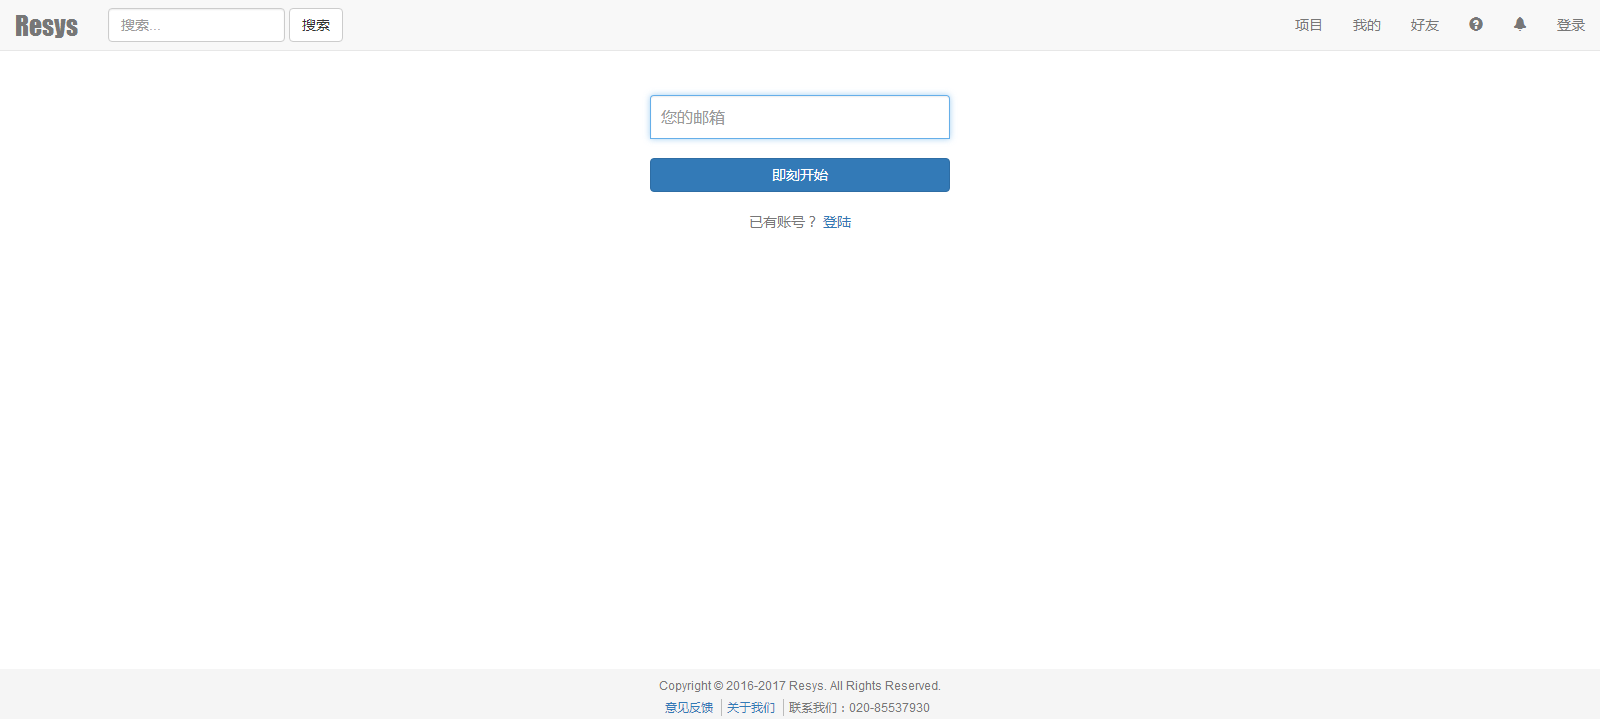 Resys 搜索... 搜索 项目 我的 好友 登录
您的邮箱
即刻开始
已有账号？ 登陆
Copyright © 2016-2017 Resys. All Rights Reserved.
意见反馈 关于我们 联系我们：020-85537930